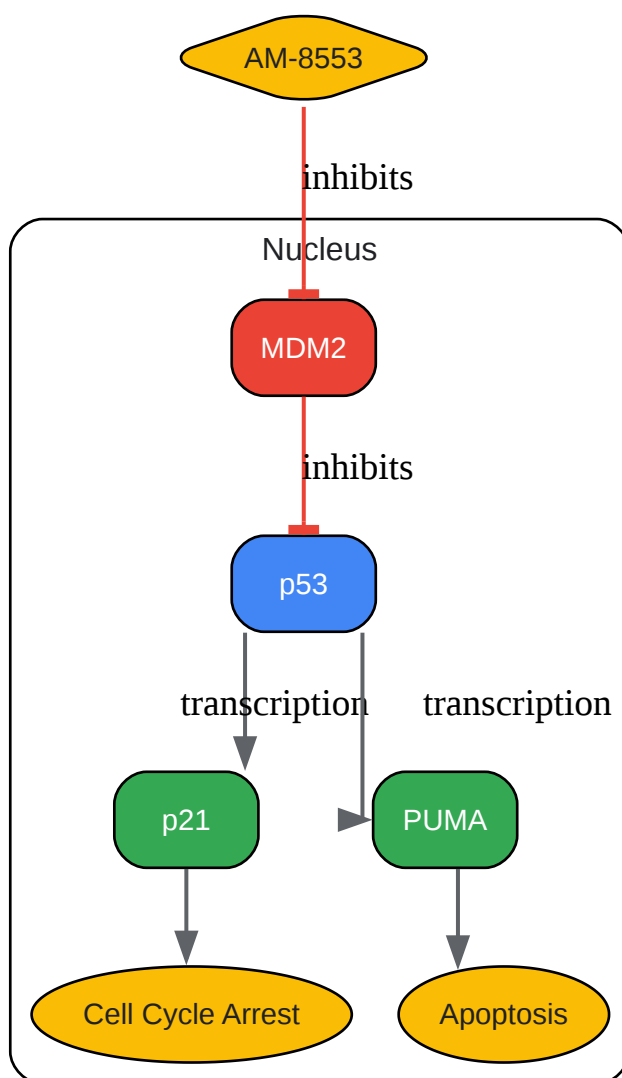 AM-8553
inhibits
Nucleus
MDM2
inhibits
p53
transcription
transcription
p21
PUMA
Cell Cycle Arrest
Apoptosis